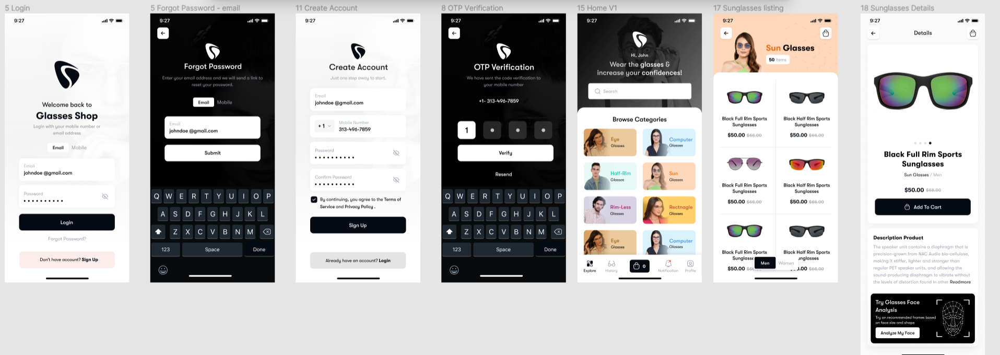 5 Login
9:27
Welcome back to
Glasses Shop
Login with your mobile number or
email address
Email
Mobile
Email
johndoe @gmail.com
Password
Login
Forgot Password?
Don't have account? Sign Up
5 Forgot Password - email
9:27
Forgot Password
Enter your email address and we will send a link to
reset your password.
Email
Mobile
Email
johndoe @gmail.com
Submit
Q W E R T Y U I O P
A S D F G H J K L
Z X C V B N M
123
Space
Done
11 Create Account
9:27
Create Account
Just one step away to start.
Email
johndoe @gmail.com
+ 1
Mobile Number
313-496-7859
Password
Confirm Password
By continuing, you agree to the Terms of
Service and Privacy Policy .
Sign Up
Already have an account? Login
8 OTP Verification
9:27
OTP Verification
We have sent the code verification to
your mobile number
+1- 313-496-7859
1
Verify
Resend
Q W E R T Y U I O P
A S D F G H J K L
Z X C V B N M
123
Space
Done
15 Home V1
9:27
Hi, John
Wear the glasses &
increase your confidences!
Search
Browse Categories
Eye
Glasses
Computer
Glasses
Half-Rim
Glasses
Sun
Glasses
Rim-Less
Glasses
Rectnagle
Glasses
Eye
Glasses
Computer
Glasses
Explore
History
0
Notification
Profile
17 Sunglasses listing
9:27
Sun Glasses
50 Items
Black Full Rim Sports
Sunglasses
$50.00 $66.00
Black Half Rim Sports
Sunglasses
$50.00 $66.00
Black Full Rim Sports
Sunglasses
$50.00 $66.00
Black Half Rim Sports
Sunglasses
$50.00 $66.00
Black Full Rim Sports
$50.00
Black Half Rim Sports
$66.00
Men
Women
18 Sunglasses Details
9:27
Details
Black Full Rim Sports
Sunglasses
Sun Glasses / Men
$50.00 $66.00
Add To Cart
Description Product
The speaker unit contains a diaphragm that is
precision-grown from NAC Audio bio-cellulose,
making it stiffer, lighter and stronger than
regular PET speaker units, and allowing the
sound-producing diaphragm to vibrate without
the levels of distortion found in other Readmore
Try Glasses Face
Analysis
Try on recommended frames based
on face size and shape
Analyze My Face